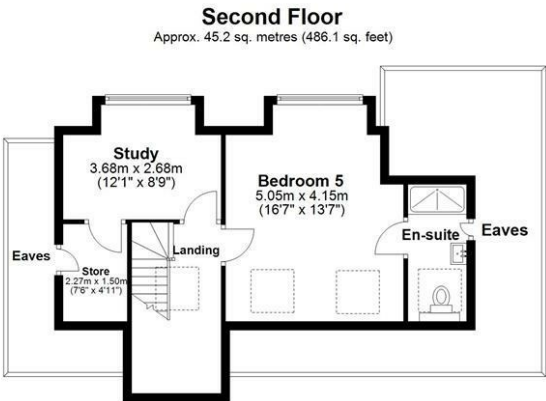 Second Floor
Approx. 45.2 sq. metres (486.1 sq. feet)
Study
3.68m x 2.68m
(12'1" x 8'9")
Bedroom 5
5.05m x 4.15m
(16'7" x 13'7")
Landing
En-suite
Eaves
Eaves
Store
2.27m x 1.50m
(7'6" x 4'11")